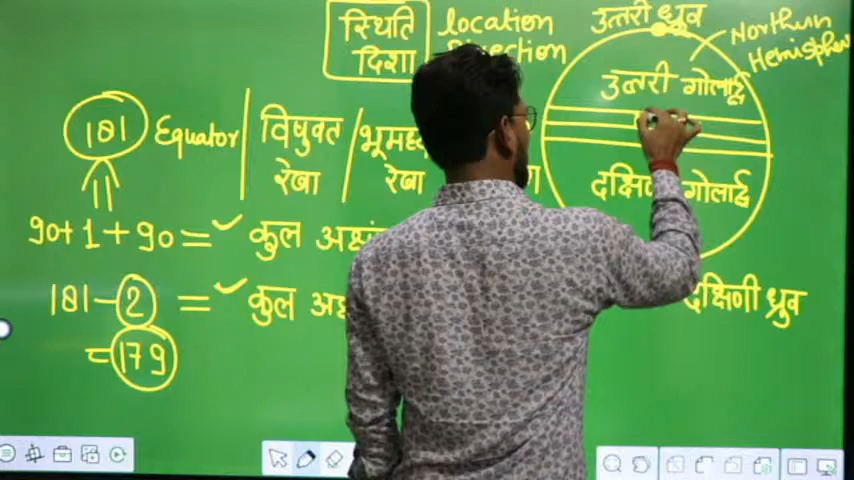 स्थिति
दिशा
location
Direction
उत्तरी ध्रुव
Northern
Hemisphere
उत्तरी गोलार्द्ध
181
Equator
विषुवत
रेखा
रेखा
दक्षि
गोलार्द्ध
90+1+90=
कुल
181-2 =
कुल
=179
दक्षिणी ध्रुव